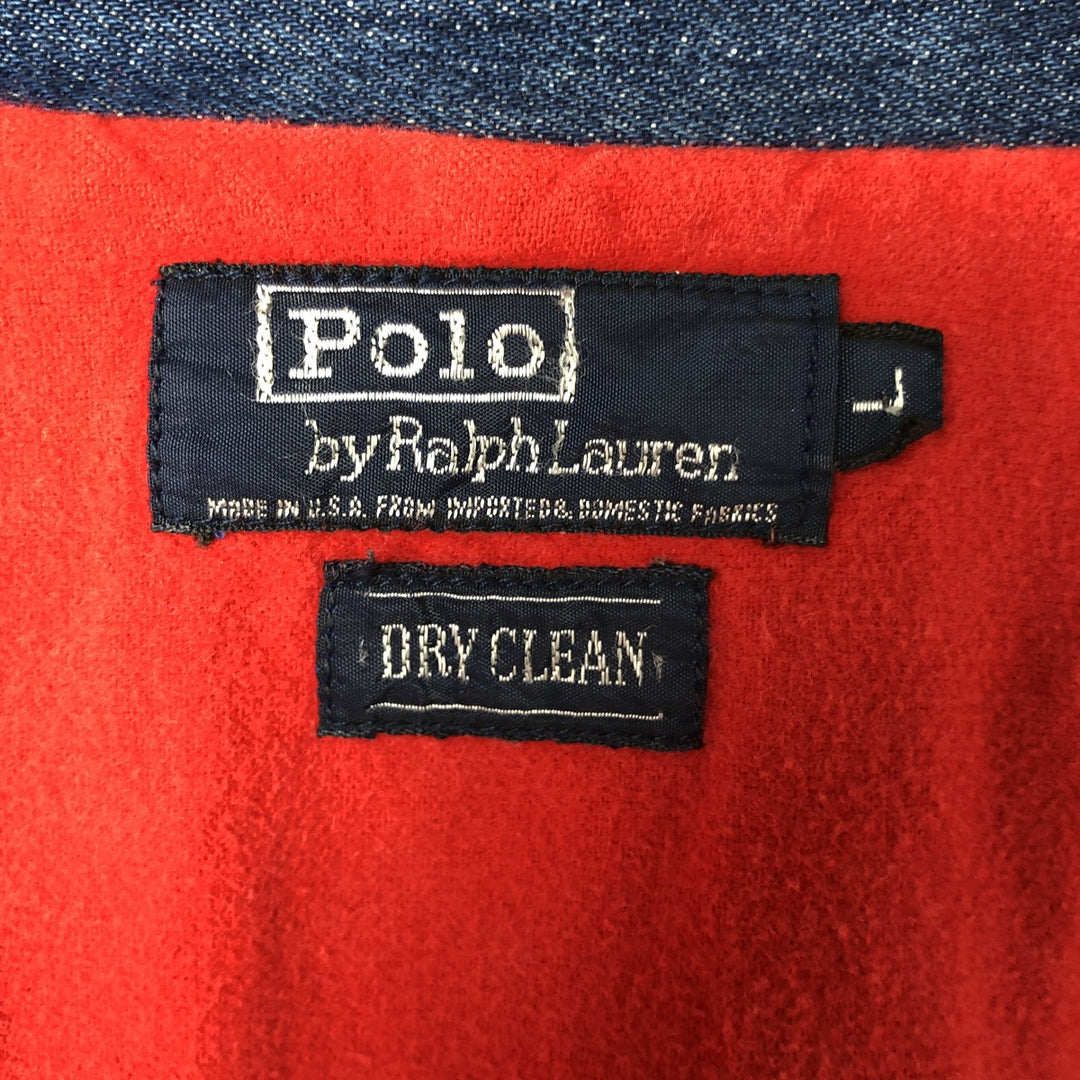 Polo
by Ralph Lauren
MADE IN U.S.A. FROM IMPORTED & DOMESTIC FABRICS
L
DRY CLEAN